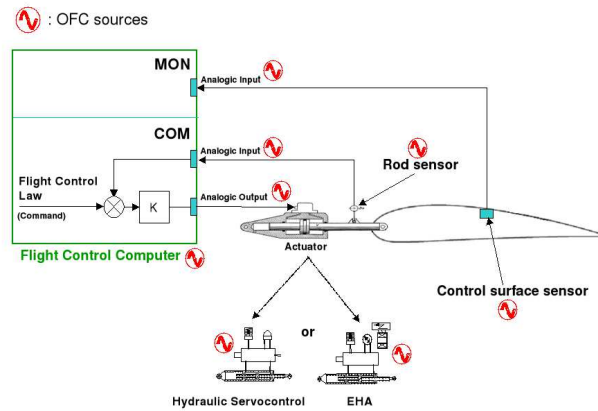 : OFC sources
MON
Analogic Input
COM
Analogic Input
Rod sensor
Flight Control
Law
(Command)
K
Analogic Output
Actuator
Flight Control Computer
Control surface sensor
or
Hydraulic Servocontrol
EHA